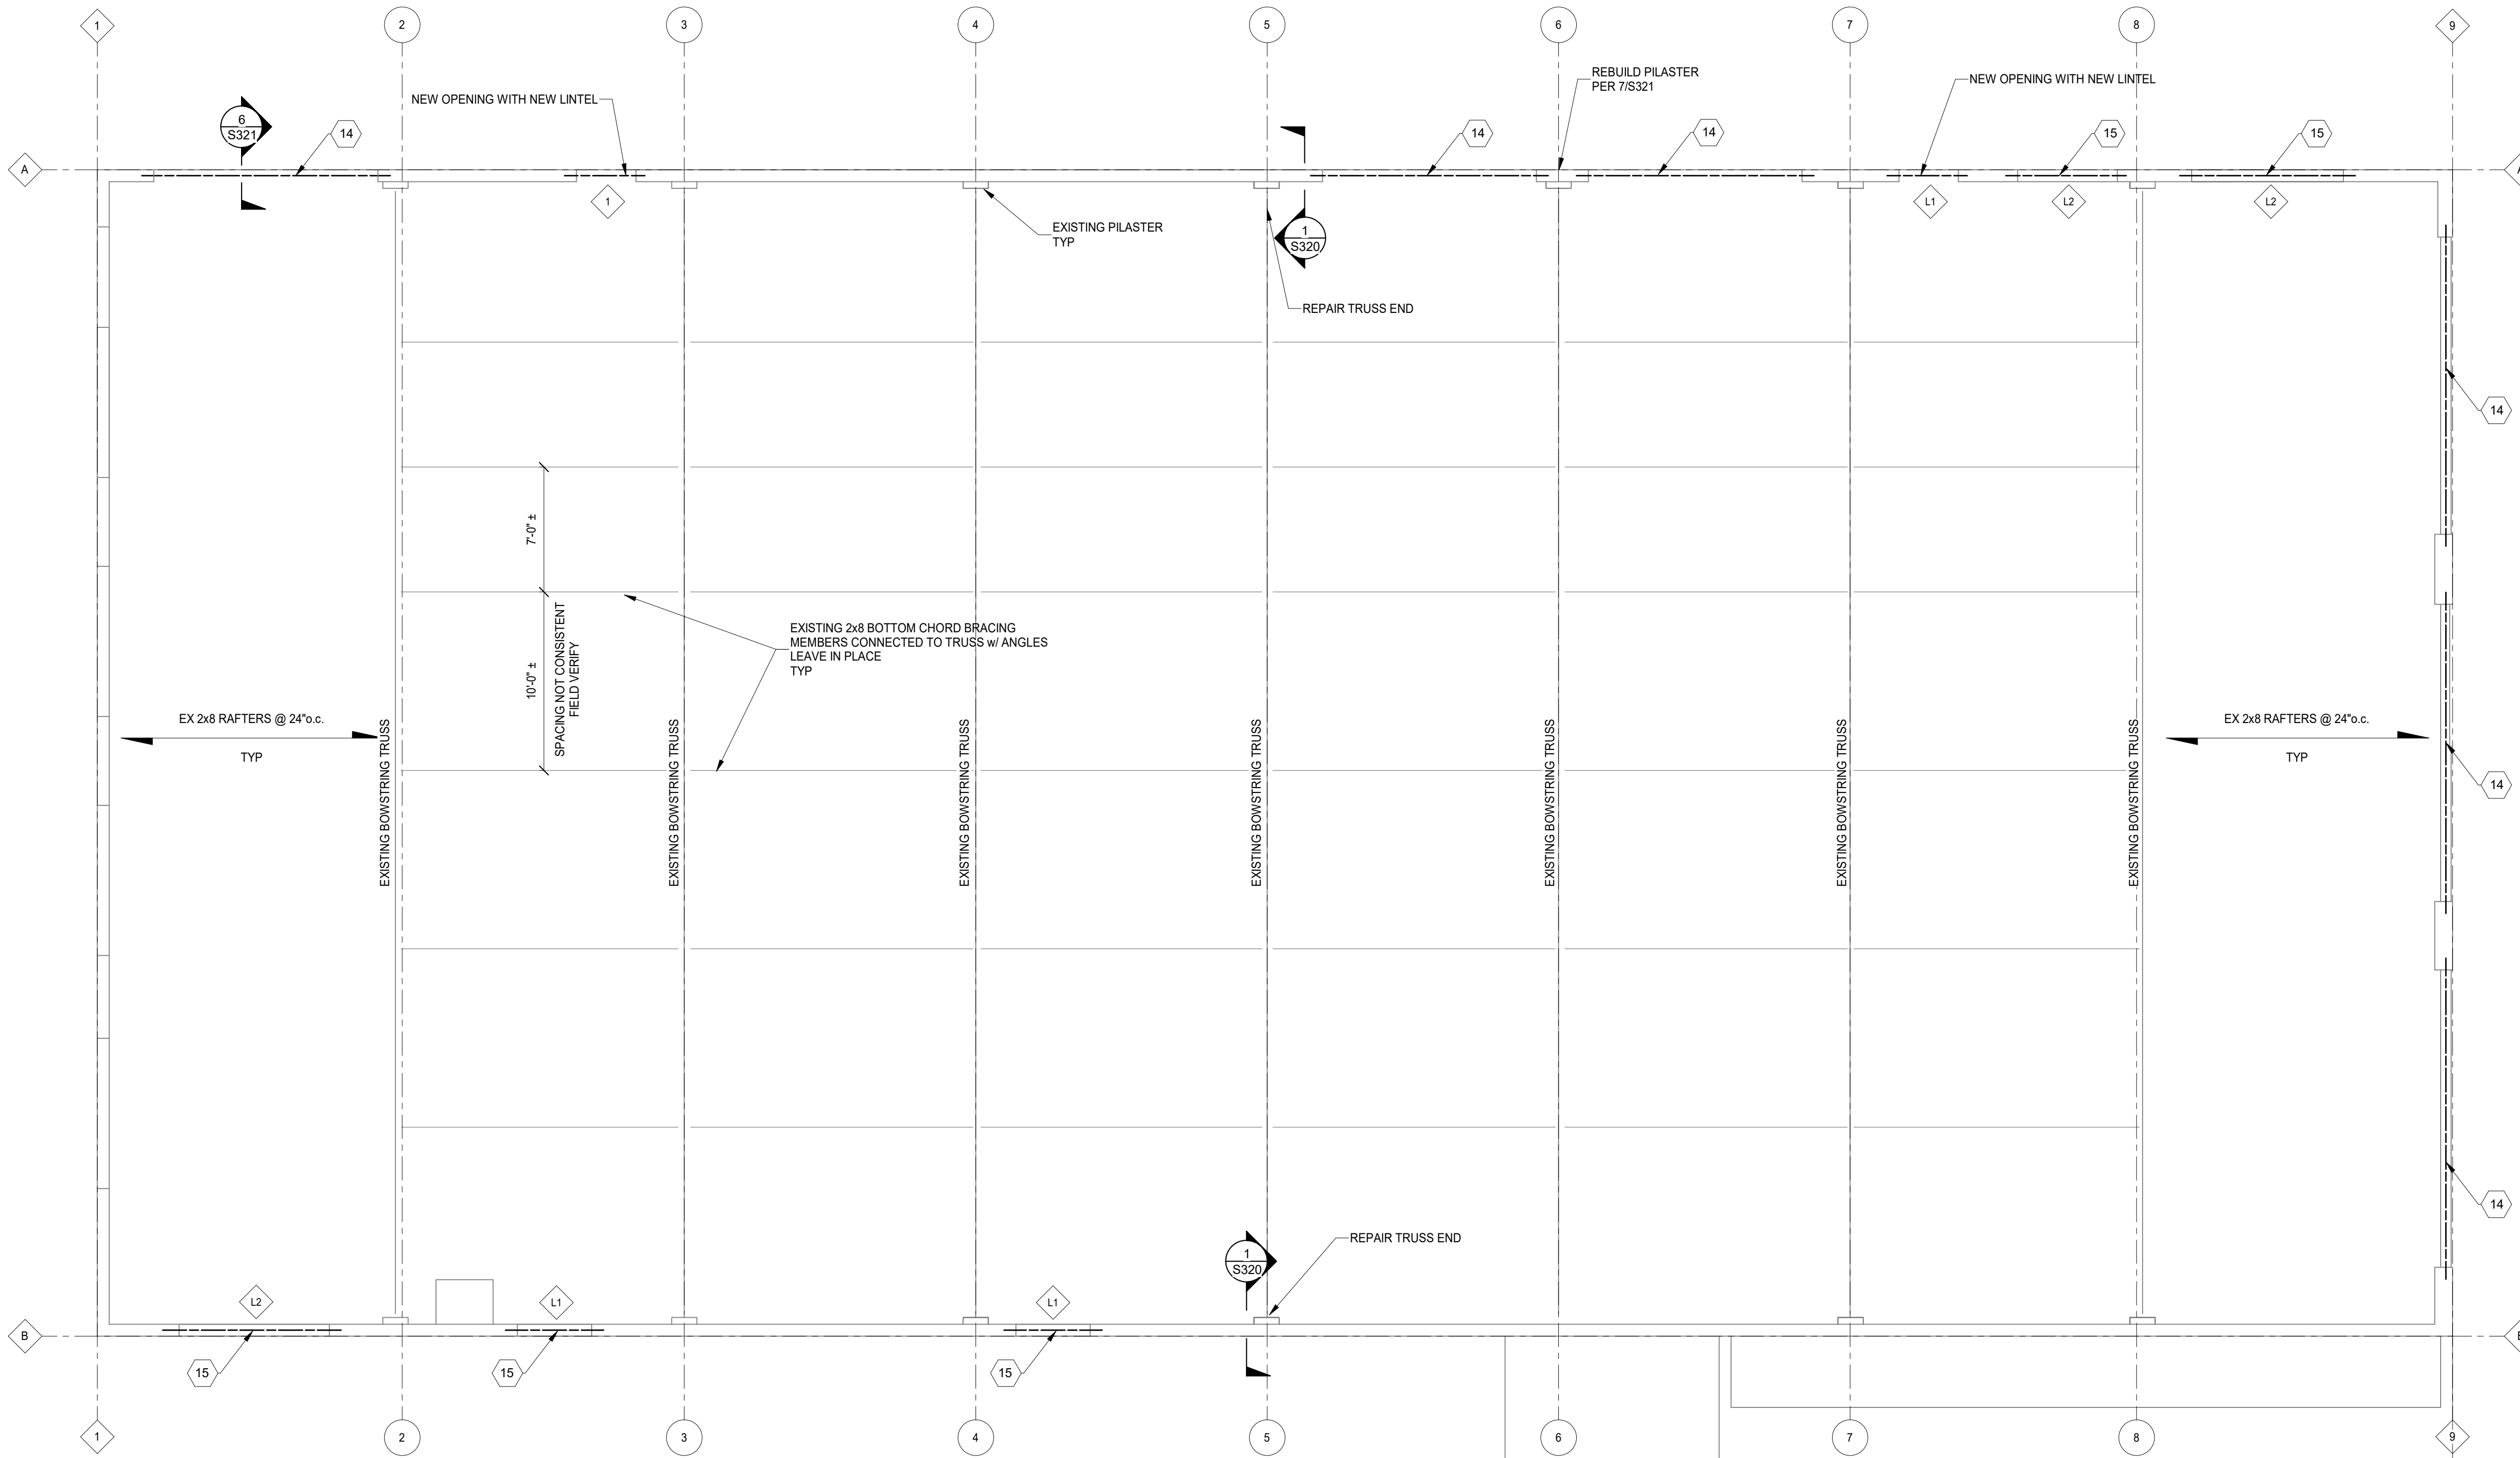 1
2
3
4
5
6
7
8
9
REBUILD PILASTER
PER 7/S321
NEW OPENING WITH NEW LINTEL
NEW OPENING WITH NEW LINTEL
6
S321
14
14
14
15
15
A
A
1
L1
L2
L2
EXISTING PILASTER
TYP
1
S320
REPAIR TRUSS END
14
7'-0" ±
10'-0" ±
SPACING NOT CONSISTENT
FIELD VERIFY
EXISTING 2x8 BOTTOM CHORD BRACING
MEMBERS CONNECTED TO TRUSS w/ ANGLES
LEAVE IN PLACE
TYP
EX 2x8 RAFTERS @ 24"o.c.
TYP
EXISTING BOWSTRING TRUSS
EXISTING BOWSTRING TRUSS
EXISTING BOWSTRING TRUSS
EXISTING BOWSTRING TRUSS
EXISTING BOWSTRING TRUSS
EXISTING BOWSTRING TRUSS
EXISTING BOWSTRING TRUSS
EX 2x8 RAFTERS @ 24"o.c.
TYP
14
14
REPAIR TRUSS END
1
S320
L2
L1
L1
B
15
15
15
1
2
3
4
5
6
7
8
9